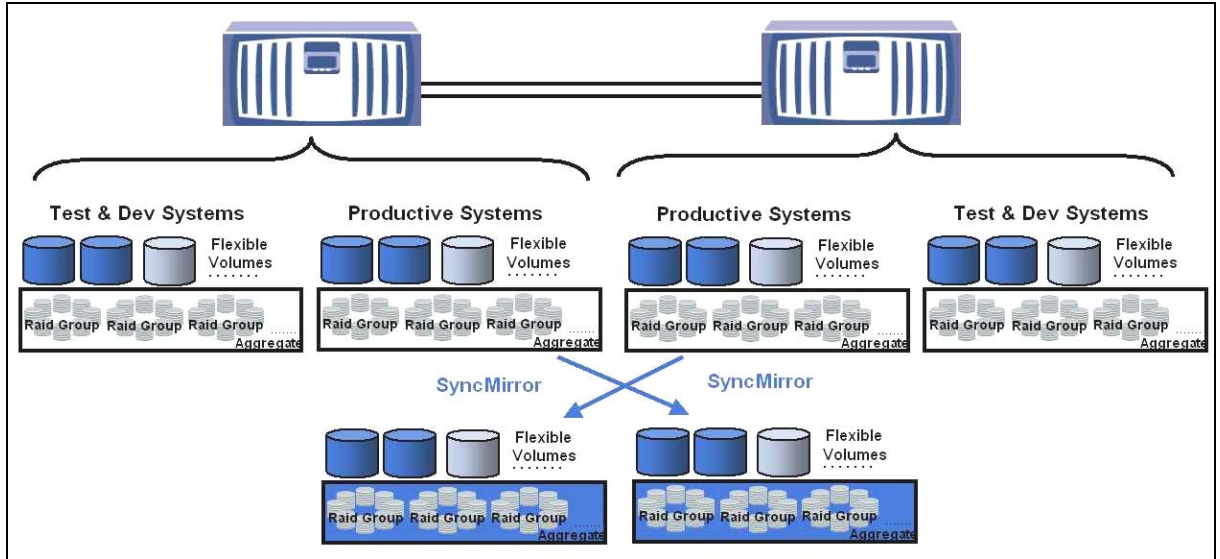 Test & Dev Systems
Productive Systems
Productive Systems
Test & Dev Systems
Flexible
Volumes
.......
Flexible
Volumes
.......
Flexible
Volumes
.......
Flexible
Volumes
.......
Raid Group
Raid Group
Raid Group
.......
Aggregate
Raid Group
Raid Group
Raid Group
.......
Aggregate
Raid Group
Raid Group
Raid Group
.......
Aggregate
Raid Group
Raid Group
Raid Group
.......
Aggregate
SyncMirror
SyncMirror
Flexible
Volumes
.......
Flexible
Volumes
.......
Raid Group
Raid Group
Raid Group
.......
Aggregate
Raid Group
Raid Group
Raid Group
.......
Aggregate